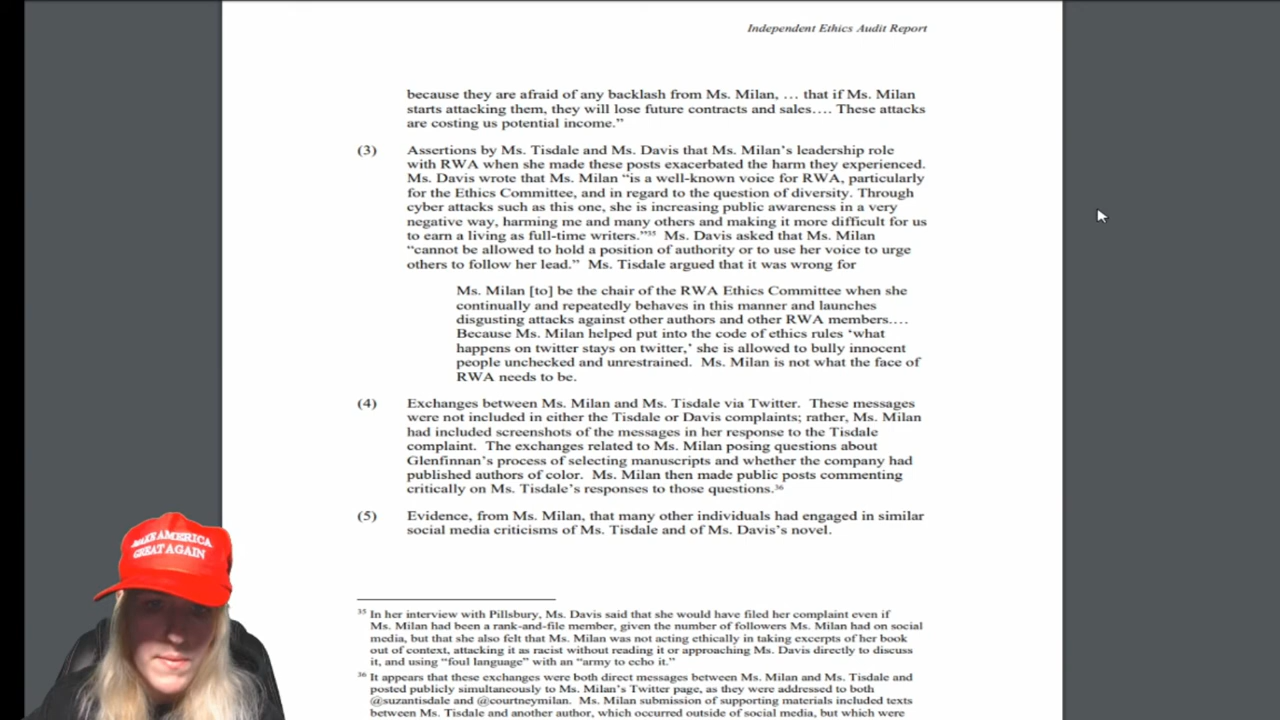 Independent Ethics Audit Report
because they are afraid of any backlash from Ms. Milan, … that if Ms. Milan
starts attacking them, they will lose future contracts and sales…. These attacks
are costing us potential income.”
(3) Assertions by Ms. Tisdale and Ms. Davis that Ms. Milan’s leadership role
with RWA when she made these posts exacerbated the harm they experienced.
Ms. Davis wrote that Ms. Milan “is a well-known voice for RWA, particularly
for the Ethics Committee, and in regard to the question of diversity. Through
cyber attacks such as this one, she is increasing public awareness in a very
negative way, harming me and many others and making it more difficult for us
to earn a living as full-time writers.”35 Ms. Davis asked that Ms. Milan
“cannot be allowed to hold a position of authority or to use her voice to urge
others to follow her lead.” Ms. Tisdale argued that it was wrong for
Ms. Milan [to] be the chair of the RWA Ethics Committee when she
continually and repeatedly behaves in this manner and launches
disgusting attacks against other authors and other RWA members….
Because Ms. Milan helped put into the code of ethics rules ‘what
happens on twitter stays on twitter,’ she is allowed to bully innocent
people unchecked and unrestrained. Ms. Milan is not what the face of
RWA needs to be.
(4) Exchanges between Ms. Milan and Ms. Tisdale via Twitter. These messages
were not included in either the Tisdale or Davis complaints; rather, Ms. Milan
had included screenshots of the messages in her response to the Tisdale
complaint. The exchanges related to Ms. Milan posing questions about
Glenfinnan’s process of selecting manuscripts and whether the company had
published authors of color. Ms. Milan then made public posts commenting
critically on Ms. Tisdale’s responses to those questions.36
(5) Evidence, from Ms. Milan, that many other individuals had engaged in similar
social media criticisms of Ms. Tisdale and of Ms. Davis’s novel.
35 In her interview with Pillsbury, Ms. Davis said that she would have filed her complaint even if
Ms. Milan had been a rank-and-file member, given the number of followers Ms. Milan had on social
media, but that she also felt that Ms. Milan was not acting ethically in taking excerpts of her book
out of context, attacking it as racist without reading it or approaching Ms. Davis directly to discuss
it, and using “foul language” with an “army to echo it.”
36 It appears that these exchanges were both direct messages between Ms. Milan and Ms. Tisdale and
posted publicly simultaneously to Ms. Milan’s Twitter page, as they were addressed to both
@suzantisdale and @courtneymilan. Ms. Milan submission of supporting materials included texts
between Ms. Tisdale and another author, which occurred outside of social media, but which were
MAKE AMERICA
GREAT AGAIN